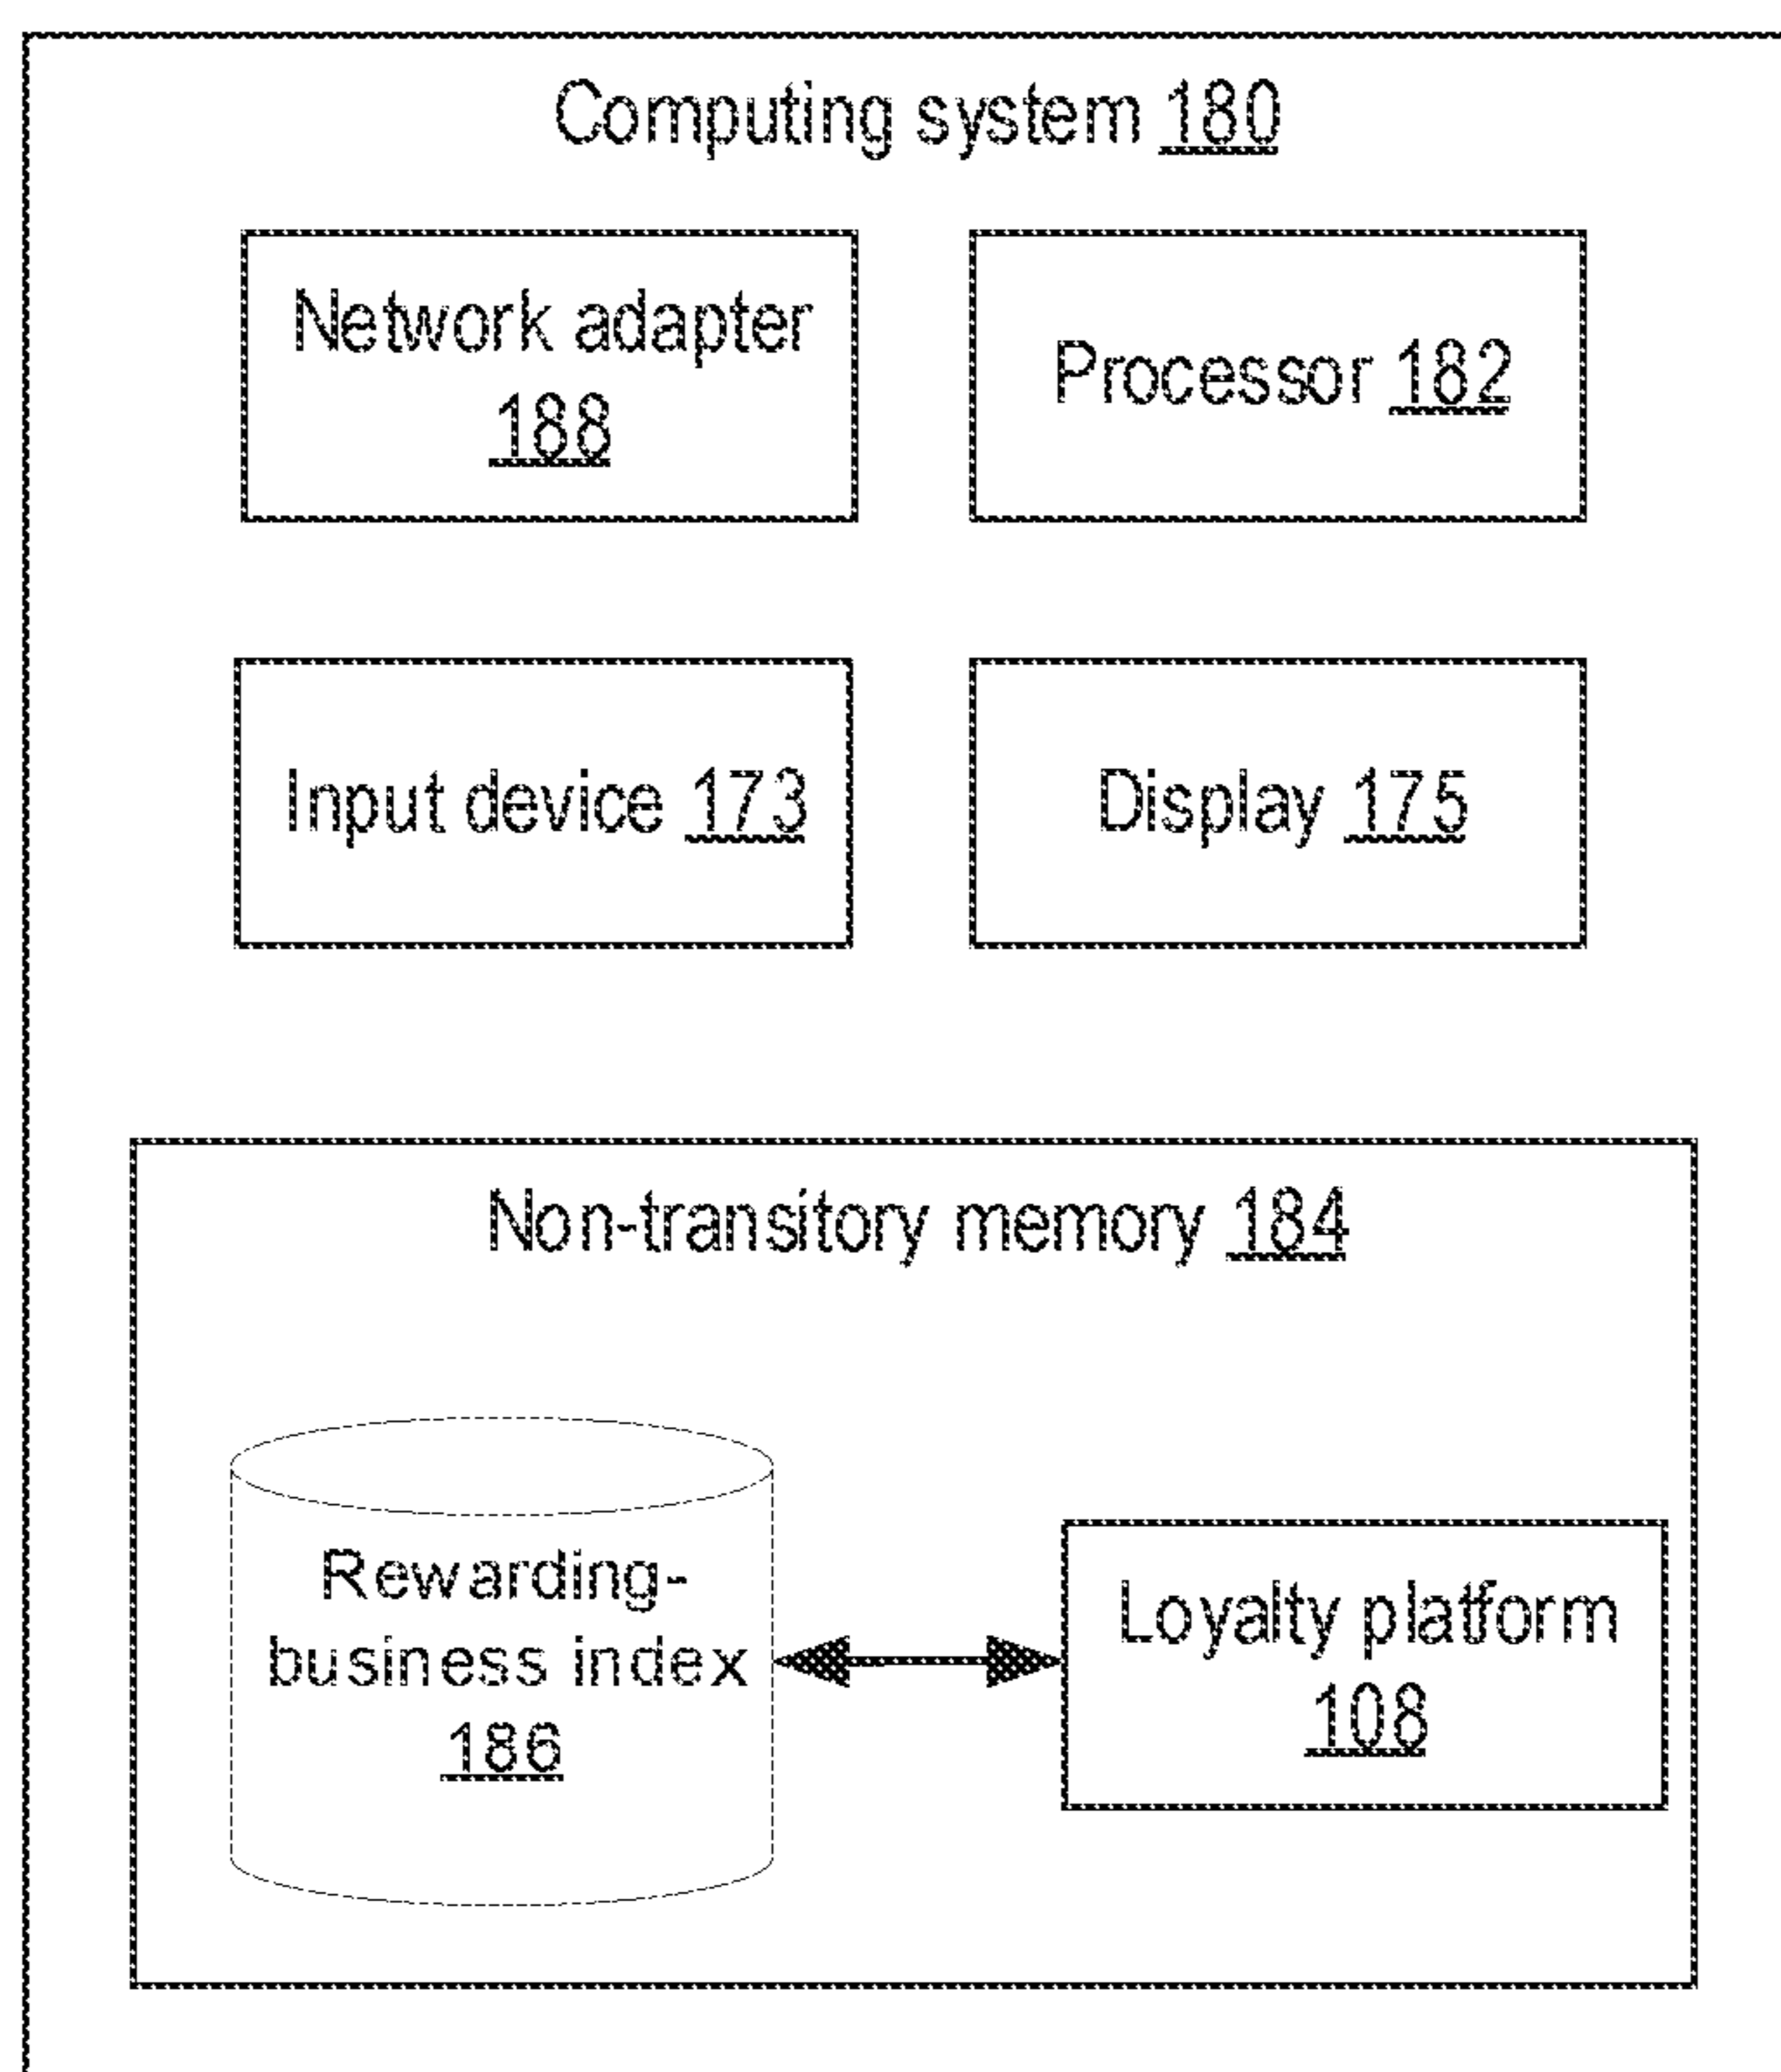 Computing system 180
Network adapter
188
Processor 182
Input device 173
Display 175
Non-transitory memory 184
Rewarding-
business index
186
Loyalty platform
108